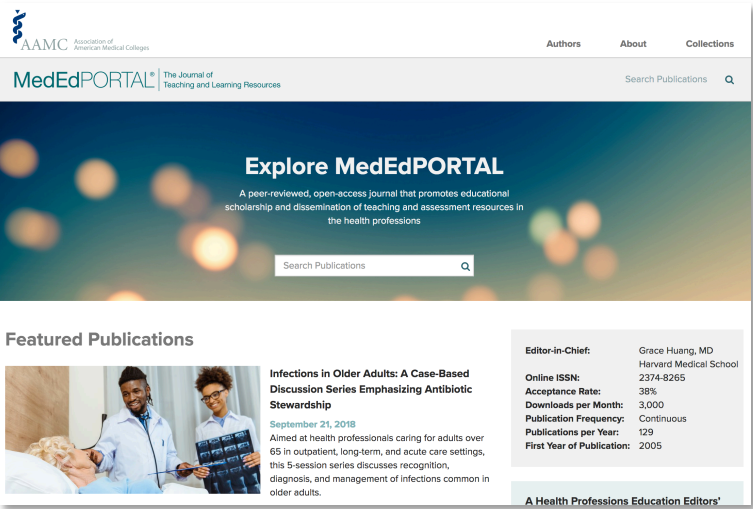 AAMC
Association of
American Medical Colleges
Authors About Collections
MedEdPORTAL®
The Journal of
Teaching and Learning Resources
Search Publications
Explore MedEdPORTAL
A peer-reviewed, open-access journal that promotes educational
scholarship and dissemination of teaching and assessment resources in
the health professions
Search Publications
Featured Publications
Infections in Older Adults: A Case-Based
Discussion Series Emphasizing Antibiotic
Stewardship
September 21, 2018
Aimed at health professionals caring for adults over
65 in outpatient, long-term, and acute care settings,
this 5-session series discusses recognition,
diagnosis, and management of infections common in
older adults.
Editor-in-Chief: Grace Huang, MD
Harvard Medical School
Online ISSN: 2374-8265
Acceptance Rate: 38%
Downloads per Month: 3,000
Publication Frequency: Continuous
Publications per Year: 129
First Year of Publication: 2005
A Health Professions Education Editors'